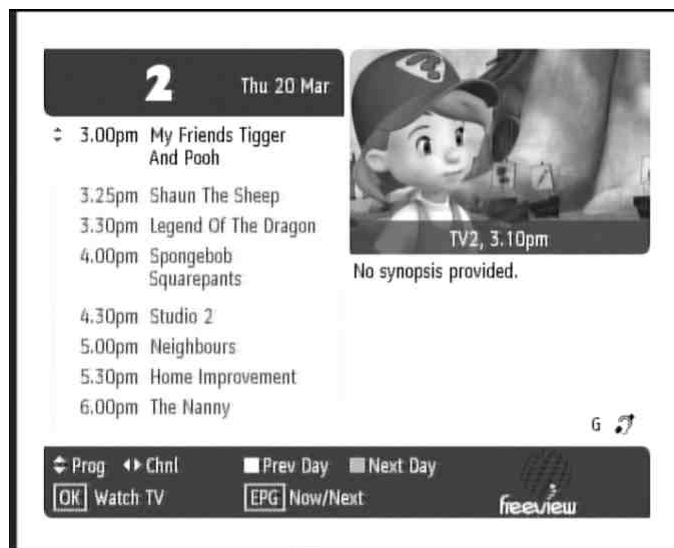 2 Thu 20 Mar
3.00pm My Friends Tigger
And Pooh
3.25pm Shaun The Sheep
3.30pm Legend Of The Dragon
4.00pm Spongebob
Squarepants
4.30pm Studio 2
5.00pm Neighbours
5.30pm Home Improvement
6.00pm The Nanny
TV2, 3.10pm
No synopsis provided.
G
Prog Chnl Prev Day Next Day
OK Watch TV EPG Now/Next
freeview